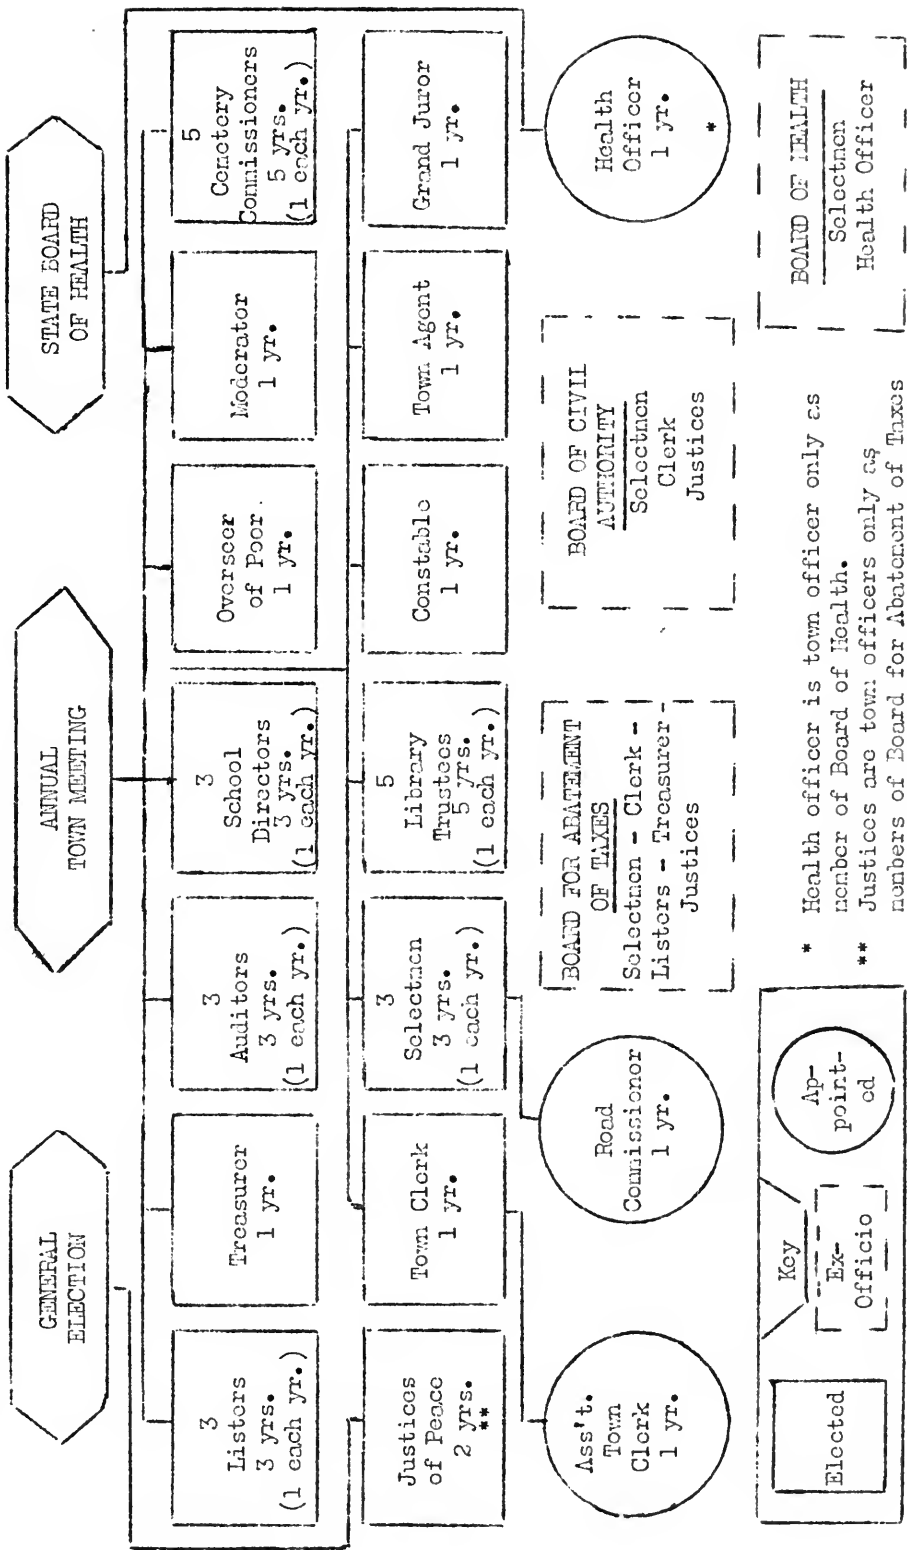 GENERAL
ELECTION
ANNUAL
TOWN MEETING
STATE BOARD
OF HEALTH
3
Listers
3 yrs.
(1 each yr.)
Treasurer
1 yr.
3
Auditors
3 yrs.
(1 each yr.)
3
School
Directors
3 yrs.
(1 each yr.)
Overseer
of Poor
1 yr.
Moderator
1 yr.
5
Cemetery
Commissioners
5 yrs.
(1 each yr.)
Justices
of Peace
2 yrs.
**
Town Clerk
1 yr.
3
Selectmen
3 yrs.
(1 each yr.)
5
Library
Trustees
5 yrs.
(1 each yr.)
Constable
1 yr.
Town Agent
1 yr.
Grand Juror
1 yr.
Ass't.
Town
Clerk
1 yr.
Road
Commissioner
1 yr.
BOARD FOR ABATEMENT
OF TAXES
Selectmen - Clerk -
Listers - Treasurer -
Justices
BOARD OF CIVIL
AUTHORITY
Selectmen
Clerk
Justices
Health
Officer
1 yr.
*
Key
Elected
Ex-
Officio
Ap-
point-
ed
* Health officer is town officer only as
member of Board of Health.
** Justices are town officers only as
members of Board for Abatement of Taxes
BOARD OF HEALTH
Selectmen
Health Officer